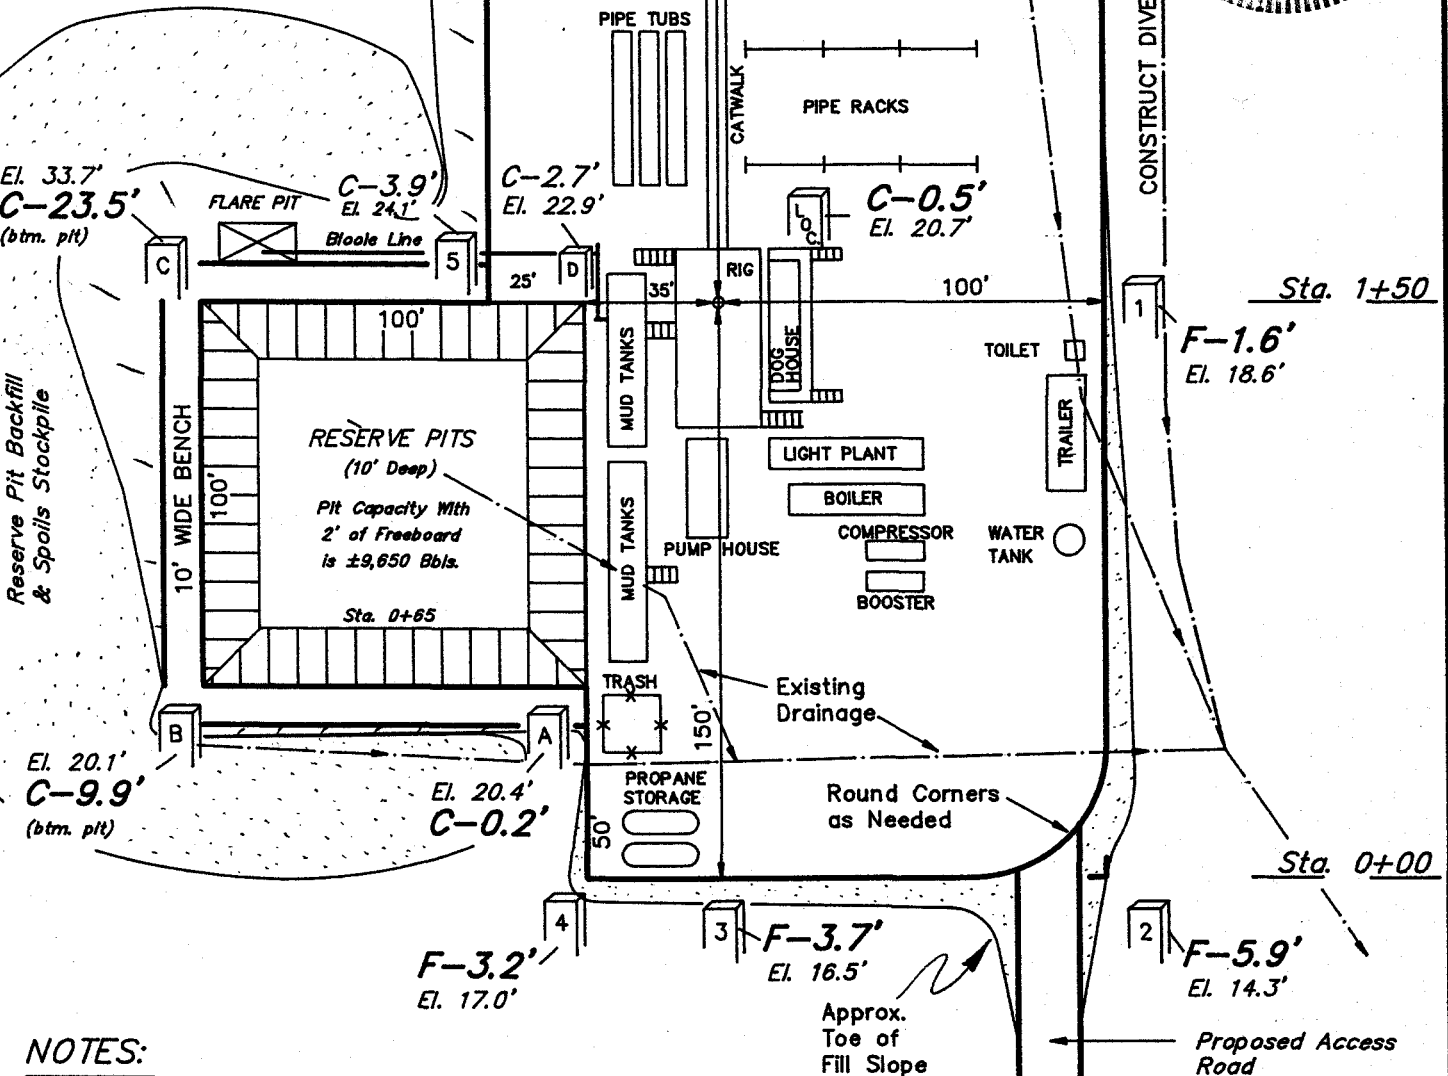 PIPE TUBS
CATWALK
PIPE RACKS
CONSTRUCT DIVE
El. 33.7'
C-23.5'
(btm. pit)
FLARE PIT
C-3.9'
El. 24.1'
Blooie Line
C-2.7'
El. 22.9'
LOC.
C-0.5'
El. 20.7'
C
5
D
25'
35'
RIG
100'
1
Sta. 1+50
F-1.6'
El. 18.6'
100'
MUD TANKS
DOG HOUSE
TOILET
TRAILER
Reserve Pit Backfill
& Spoils Stockpile
10' WIDE BENCH
100'
RESERVE PITS
(10' Deep)
Pit Capacity With
2' of Freeboard
is ±9,650 Bbls.
Sta. 0+65
LIGHT PLANT
BOILER
MUD TANKS
PUMP HOUSE
COMPRESSOR
BOOSTER
WATER
TANK
TRASH
Existing
Drainage
150'
B
A
El. 20.1'
C-9.9'
(btm. pit)
El. 20.4'
C-0.2'
PROPANE
STORAGE
50'
Round Corners
as Needed
Sta. 0+00
4
F-3.2'
El. 17.0'
3
F-3.7'
El. 16.5'
2
F-5.9'
El. 14.3'
Approx.
Toe of
Fill Slope
Proposed Access
Road
NOTES: